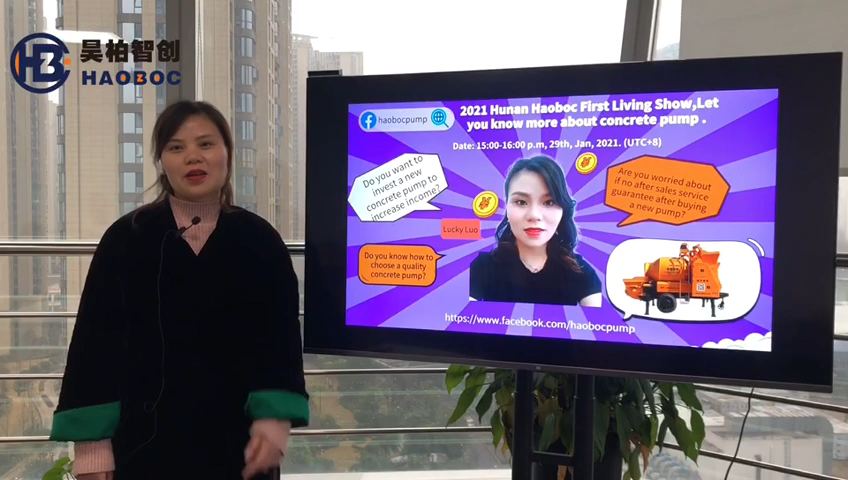 昊柏智创
HAOBOC
haobocpump
2021 Hunan Haoboc First Living Show,Let
you know more about concrete pump .
Date: 15:00-16:00 p.m, 29th, Jan, 2021. (UTC+8)
Do you want to
invest a new
concrete pump to
increase income?
Are you worried about
if no after sales service
guarantee after buying
a new pump?
Lucky Luo
Do you know how to
choose a quality
concrete pump?
https://www.facebook.com/haobocpump